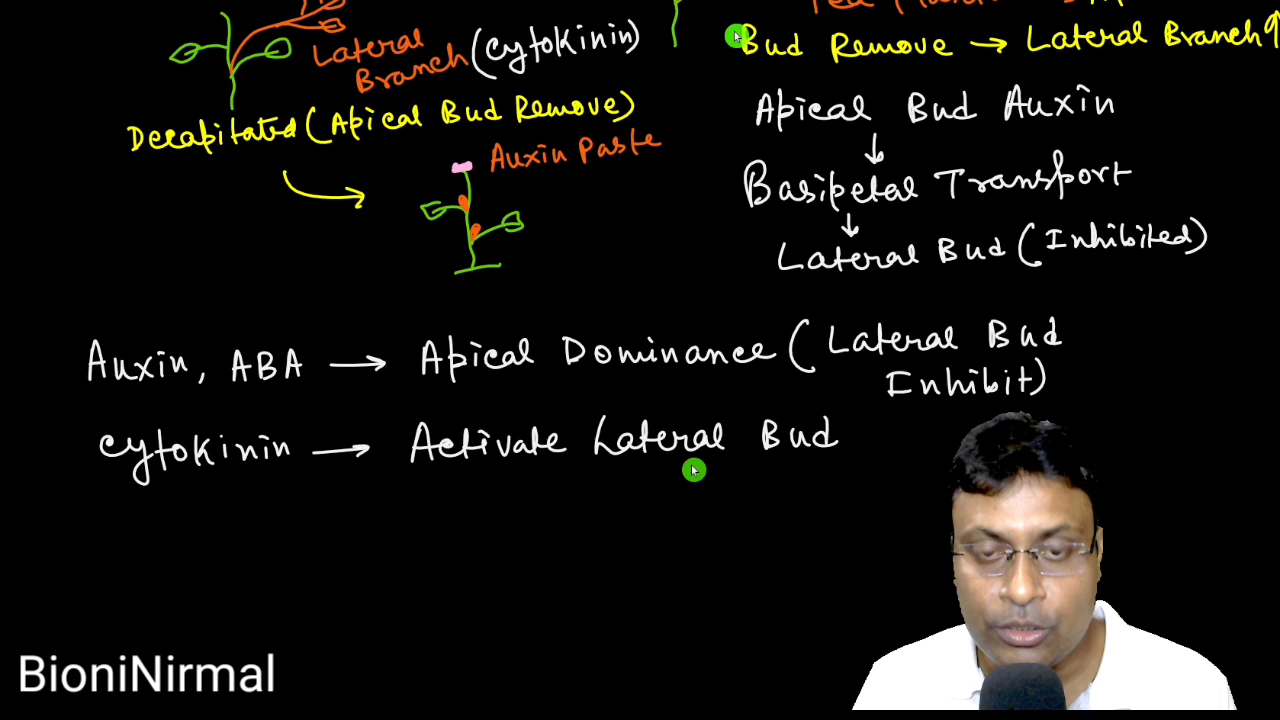 Lateral
Branch (Cytokinin)
Decapitated (Apical Bud Remove)
Auxin Paste
Bud Remove → Lateral Branch ↑
Apical Bud Auxin
↓
Basipetal Transport
↓
Lateral Bud (Inhibited)
Auxin, ABA → Apical Dominance (Lateral Bud
Inhibit)
Cytokinin → Activate Lateral Bud
BioniNirmal